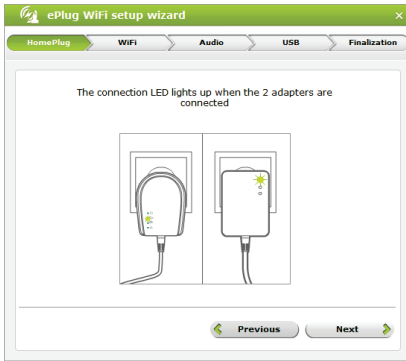 ePlug WiFi setup wizard
HomePlug WiFi Audio USB Finalization
The connection LED lights up when the 2 adapters are
connected
Previous Next